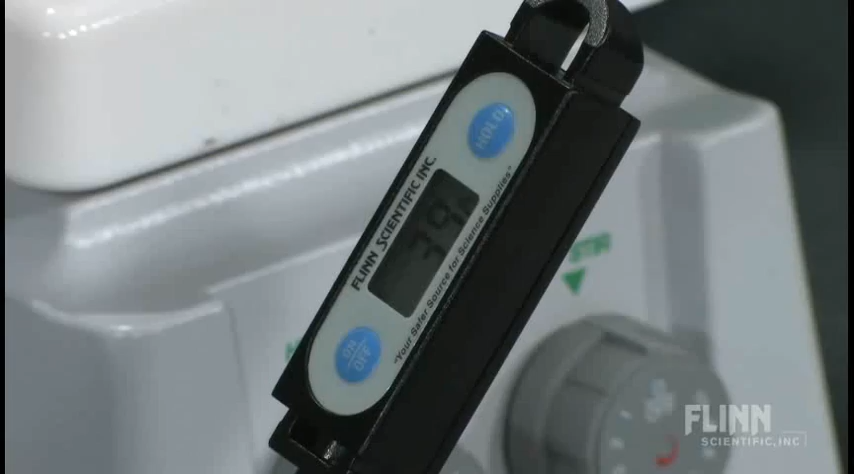 HOLD
FLINN SCIENTIFIC INC.
39
"Your Safer Source for Science Supplies"
ON
OFF
STIR
FLINN
SCIENTIFIC, INC